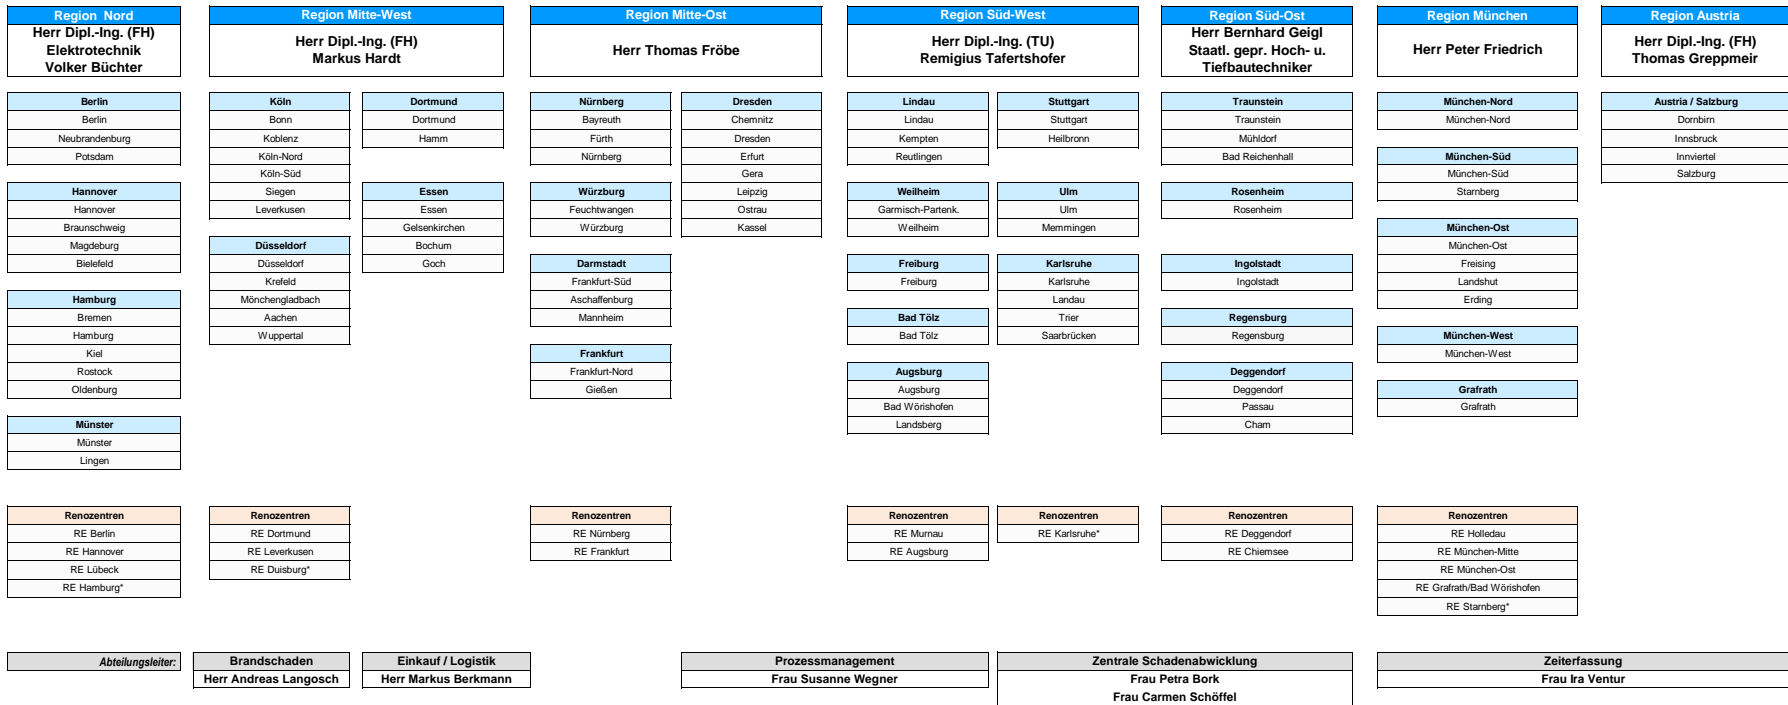 Region  Nord
Herr Dipl.-Ing. (FH)
Elektrotechnik
Volker Büchter
Berlin
Berlin
Neubrandenburg
Potsdam
Hannover
Hannover
Braunschweig
Magdeburg
Bielefeld
Hamburg
Bremen
Hamburg
Kiel
Rostock
Oldenburg
Münster
Münster
Lingen
Renozentren
RE Berlin
RE Hannover
RE Lübeck
RE Hamburg*
Region Mitte-West
Herr Dipl.-Ing. (FH)
Markus Hardt
Köln
Bonn
Koblenz
Köln-Nord
Köln-Süd
Siegen
Leverkusen
Düsseldorf
Düsseldorf
Krefeld
Mönchengladbach
Aachen
Wuppertal
Dortmund
Dortmund
Hamm
Essen
Essen
Gelsenkirchen
Bochum
Goch
Renozentren
RE Dortmund
RE Leverkusen
RE Duisburg*
Region Mitte-Ost
Herr Thomas Fröbe
Nürnberg
Bayreuth
Fürth
Nürnberg
Würzburg
Feuchtwangen
Würzburg
Darmstadt
Frankfurt-Süd
Aschaffenburg
Mannheim
Frankfurt
Frankfurt-Nord
Gießen
Dresden
Chemnitz
Dresden
Erfurt
Gera
Leipzig
Ostrau
Kassel
Renozentren
RE Nürnberg
RE Frankfurt
Region Süd-West
Herr Dipl.-Ing. (TU)
Remigius Tafertshofer
Lindau
Lindau
Kempten
Reutlingen
Weilheim
Garmisch-Partenk.
Weilheim
Freiburg
Freiburg
Bad Tölz
Bad Tölz
Augsburg
Augsburg
Bad Wörishofen
Landsberg
Stuttgart
Stuttgart
Heilbronn
Ulm
Ulm
Memmingen
Karlsruhe
Karlsruhe
Landau
Trier
Saarbrücken
Renozentren
RE Murnau
RE Augsburg
Renozentren
RE Karlsruhe*
Region Süd-Ost
Herr Bernhard Geigl
Staatl. gepr. Hoch- u.
Tiefbautechniker
Traunstein
Traunstein
Mühldorf
Bad Reichenhall
Rosenheim
Rosenheim
Ingolstadt
Ingolstadt
Regensburg
Regensburg
Deggendorf
Deggendorf
Passau
Cham
Renozentren
RE Deggendorf
RE Chiemsee
Region München
Herr Peter Friedrich
München-Nord
München-Nord
München-Süd
München-Süd
Starnberg
München-Ost
München-Ost
Freising
Landshut
Erding
München-West
München-West
Grafrath
Grafrath
Renozentren
RE Holledau
RE München-Mitte
RE München-Ost
RE Grafrath/Bad Wörishofen
RE Starnberg*
Region Austria
Herr Dipl.-Ing. (FH)
Thomas Greppmeir
Austria / Salzburg
Dornbirn
Innsbruck
Innviertel
Salzburg
Abteilungsleiter:
Brandschaden
Herr Andreas Langosch
Einkauf / Logistik
Herr Markus Berkmann
Prozessmanagement
Frau Susanne Wegner
Zentrale Schadenabwicklung
Frau Petra Bork
Frau Carmen Schöffel
Zeiterfassung
Frau Ira Ventur